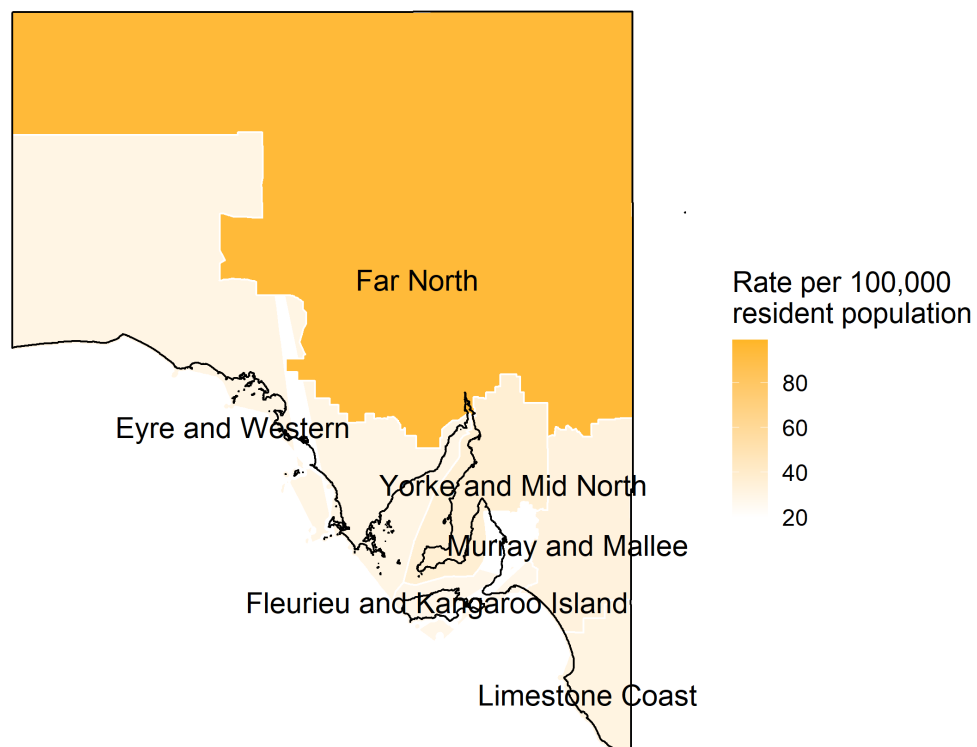 Far North
Rate per 100,000
resident population
80
60
40
20
Eyre and Western
Yorke and Mid North
Murray and Mallee
Fleurieu and Kangaroo Island
Limestone Coast